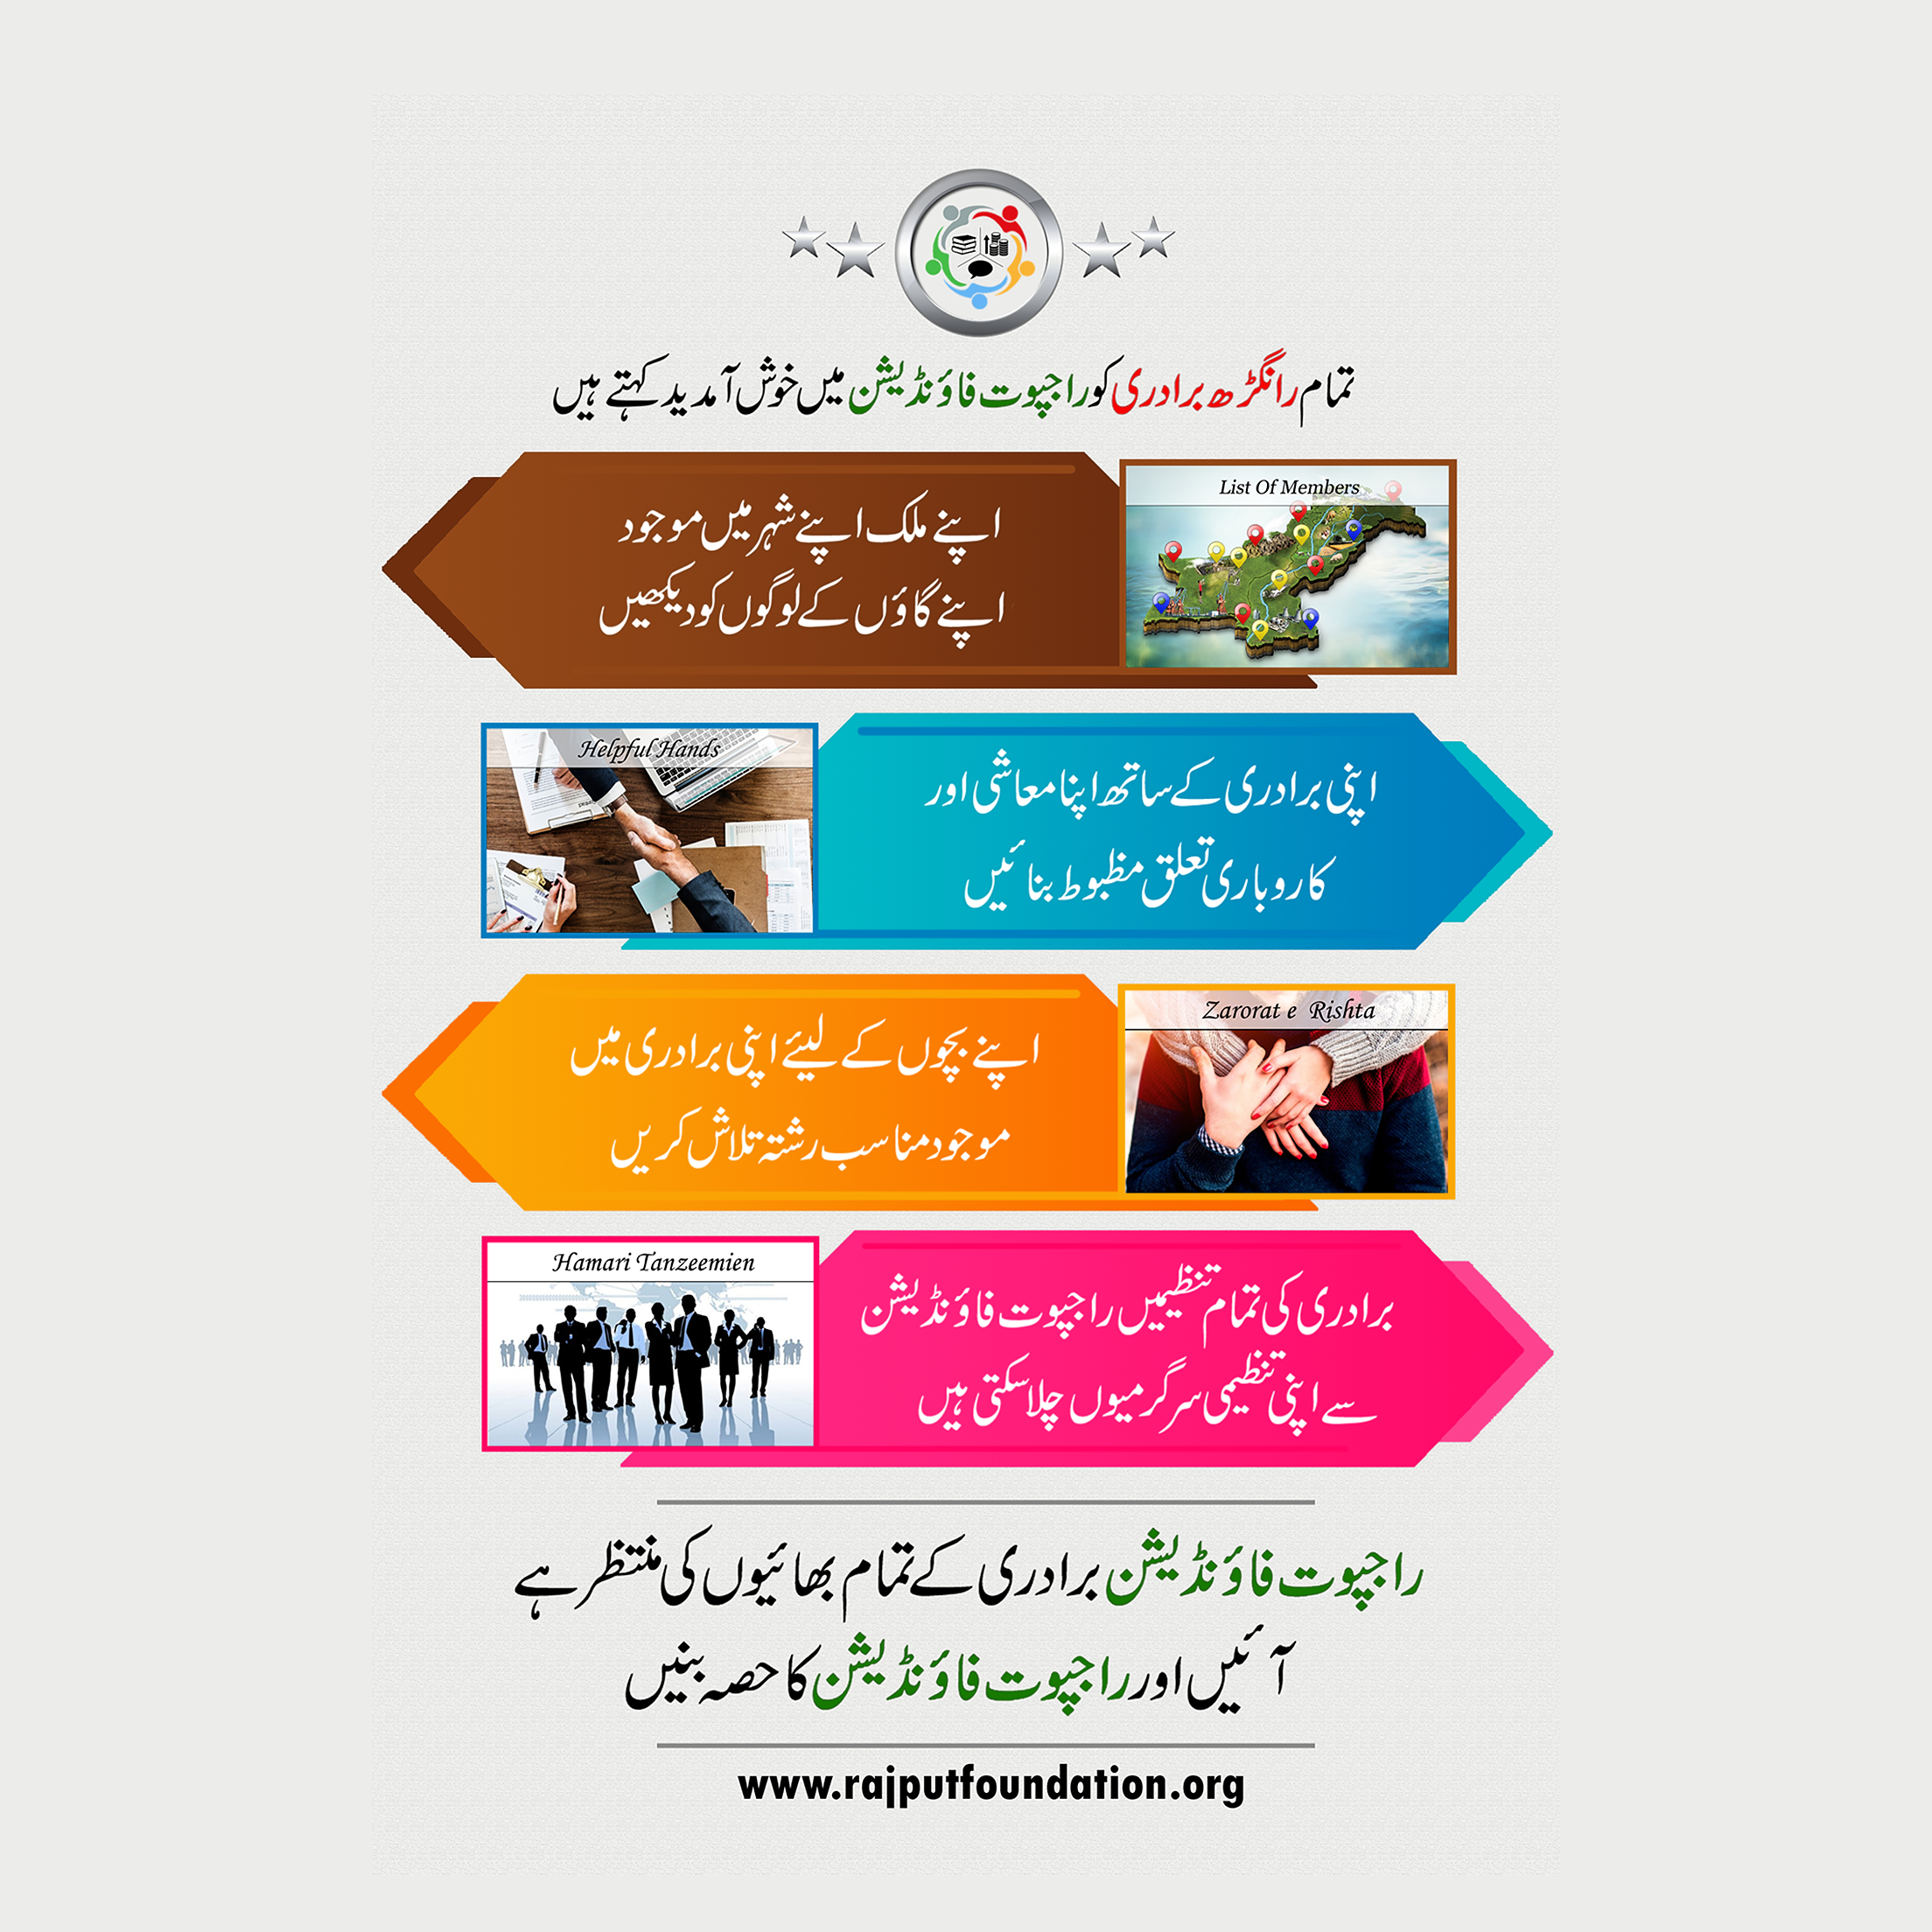 تمام رانگڑھ برادری کو راجپوت فاؤنڈیشن میں خوش آمدید کہتے ہیں
List Of Members
اپنے ملک اپنے شہر میں موجود
اپنے گاؤں کے لوگوں کو دیکھیں
Helpful Hands
اپنی برادری کے ساتھ اپنا معاشی اور
کاروباری تعلق مظبوط بنائیں
Zarorat e Rishta
اپنے بچوں کے لیئے اپنی برادری میں
موجود مناسب رشتہ تلاش کریں
Hamari Tanzeemien
برادری کی تمام تنظیمیں راجپوت فاؤنڈیشن
سے اپنی تنظیمی سرگرمیوں چلا سکتی ہیں
راجپوت فاؤنڈیشن برادری کے تمام بھائیوں کی منتظر ہے
آئیں اور راجپوت فاؤنڈیشن کا حصہ بنیں
www.rajputfoundation.org